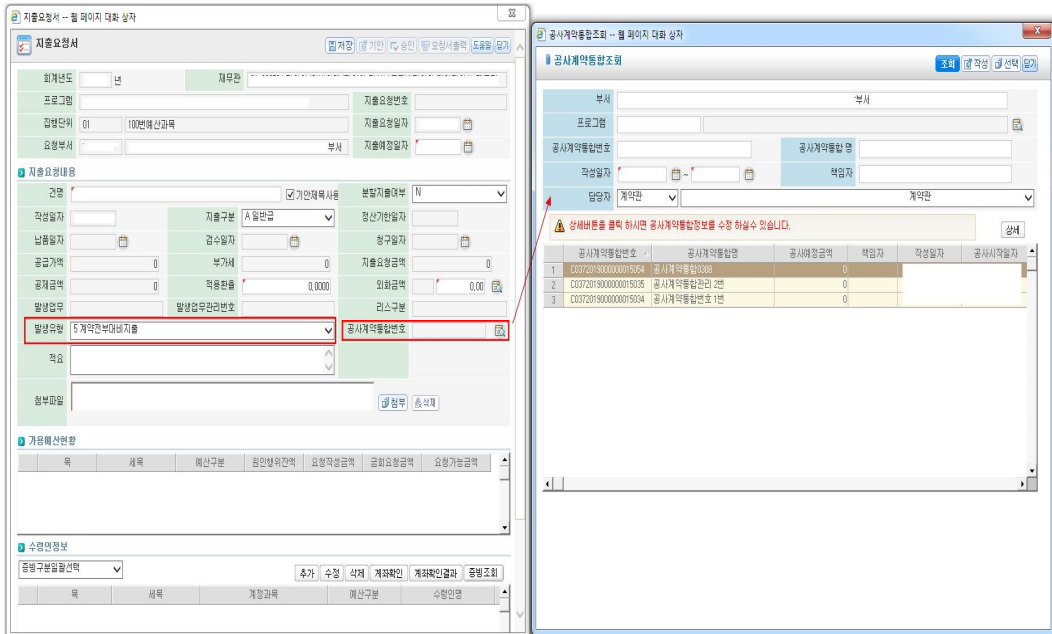 지출요청서 -- 웹 페이지 대화 상자
지출요청서
저장 기안 승인 요청서출력 도움말 닫기
회계년도 년 재무관
프로그램 지출요청번호
집행단위 01 100번예산과목 지출요청일자
요청부서 부서 지출예정일자
지출요청내용
건명 기안제목사용 분할지출여부 N
작성일자 지출구분 A 일반급 정산기한일자
납품일자 검수일자 청구일자
공급가액 0 부가세 0 지출요청금액 0
공제금액 0 적용환율 0.0000 외화금액 0.00
발생업무 발생업무관리번호 리스구분
발생유형 5 계약전부대비지출 공사계약통합번호
적요
첨부파일 첨부 삭제
가용예산현황
목 세목 예산구분 원인행위잔액 요청작성금액 금회요청금액 요청가능금액
수령인정보
증빙구분일괄선택 추가 수정 삭제 계좌확인 계좌확인결과 증빙조회
목 세목 계정과목 예산구분 수령인명
공사계약통합조회 -- 웹 페이지 대화 상자
공사계약통합조회
조회 작성 선택 닫기
부서 부서
프로그램
공사계약통합번호 공사계약통합 명
작성일자 ~ 책임자
담당자 계약관 계약관
상세버튼을 클릭 하시면 공사계약통합정보를 수정 하실수 있습니다.
상세
공사계약통합번호 공사계약통합명 공사예정금액 책임자 작성일자 공사시작일자
1 C0372019000000015054 공사계약통합0308 0
2 C0372019000000015035 공사계약통합관리 2번 0
3 C0372019000000015034 공사계약통합번호 1번 0